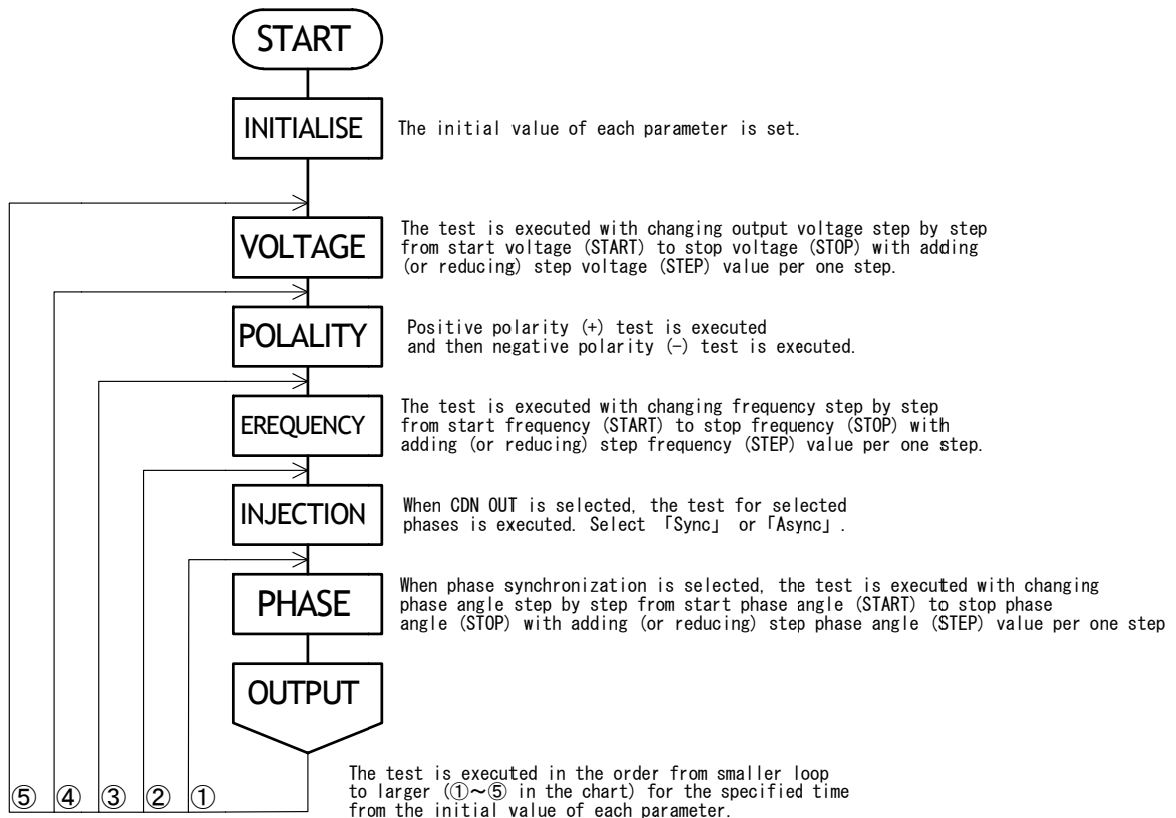 START
INITIALISE
The initial value of each parameter is set.
VOLTAGE
The test is executed with changing output voltage step by step
from start voltage (START) to stop voltage (STOP) with adding
(or reducing) step voltage (STEP) value per one step.
POLALITY
Positive polarity (+) test is executed
and then negative polarity (−) test is executed.
EREQUENCY
The test is executed with changing frequency step by step
from start frequency (START) to stop frequency (STOP) with
adding (or reducing) step frequency (STEP) value per one step.
INJECTION
When CDN OUT is selected, the test for selected
phases is executed. Select 「Sync」 or 「Async」.
PHASE
When phase synchronization is selected, the test is executed with changing
phase angle step by step from start phase angle (START) to stop phase
angle (STOP) with adding (or reducing) step phase angle (STEP) value per one step
OUTPUT
The test is executed in the order from smaller loop
to larger (①～⑤ in the chart) for the specified time
from the initial value of each parameter.
⑤ ④ ③ ② ①